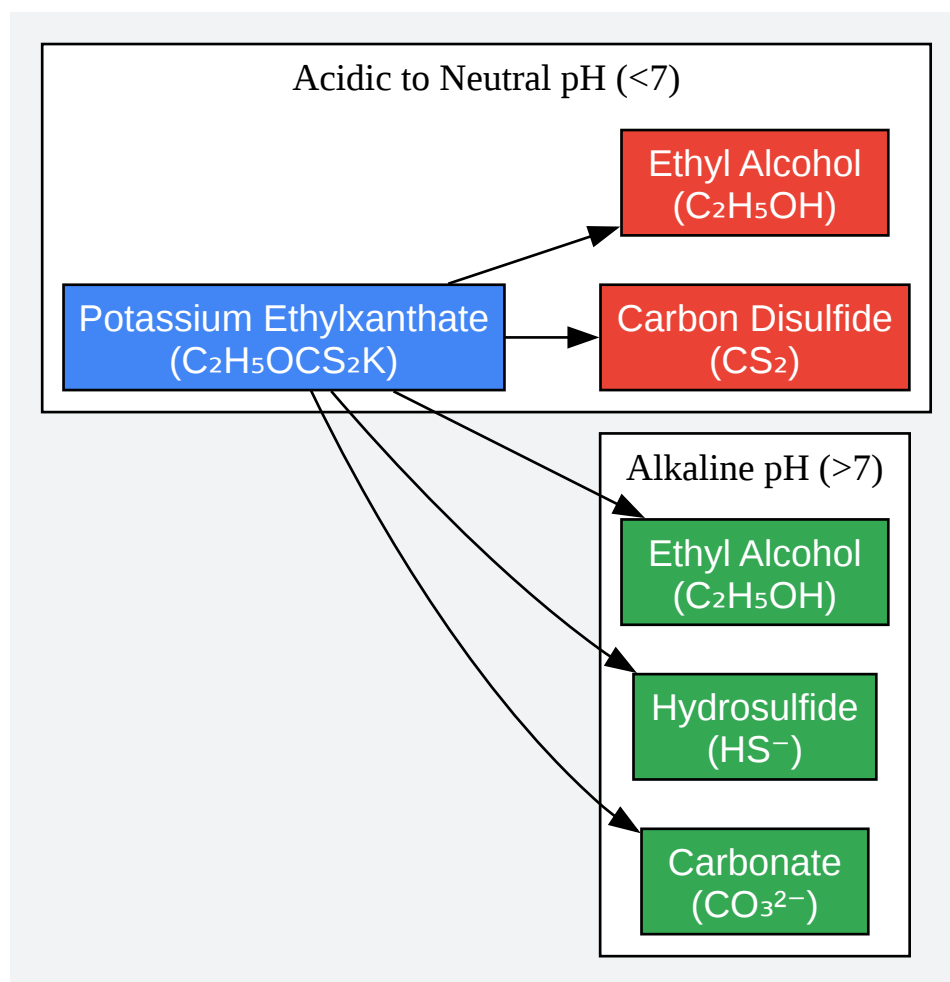 Acidic to Neutral pH (<7)
Ethyl Alcohol
(C₂H₅OH)
Potassium Ethylxanthate
(C₂H₅OCS₂K)
Carbon Disulfide
(CS₂)
Alkaline pH (>7)
Ethyl Alcohol
(C₂H₅OH)
Hydrosulfide
(HS⁻)
Carbonate
(CO₃²⁻)